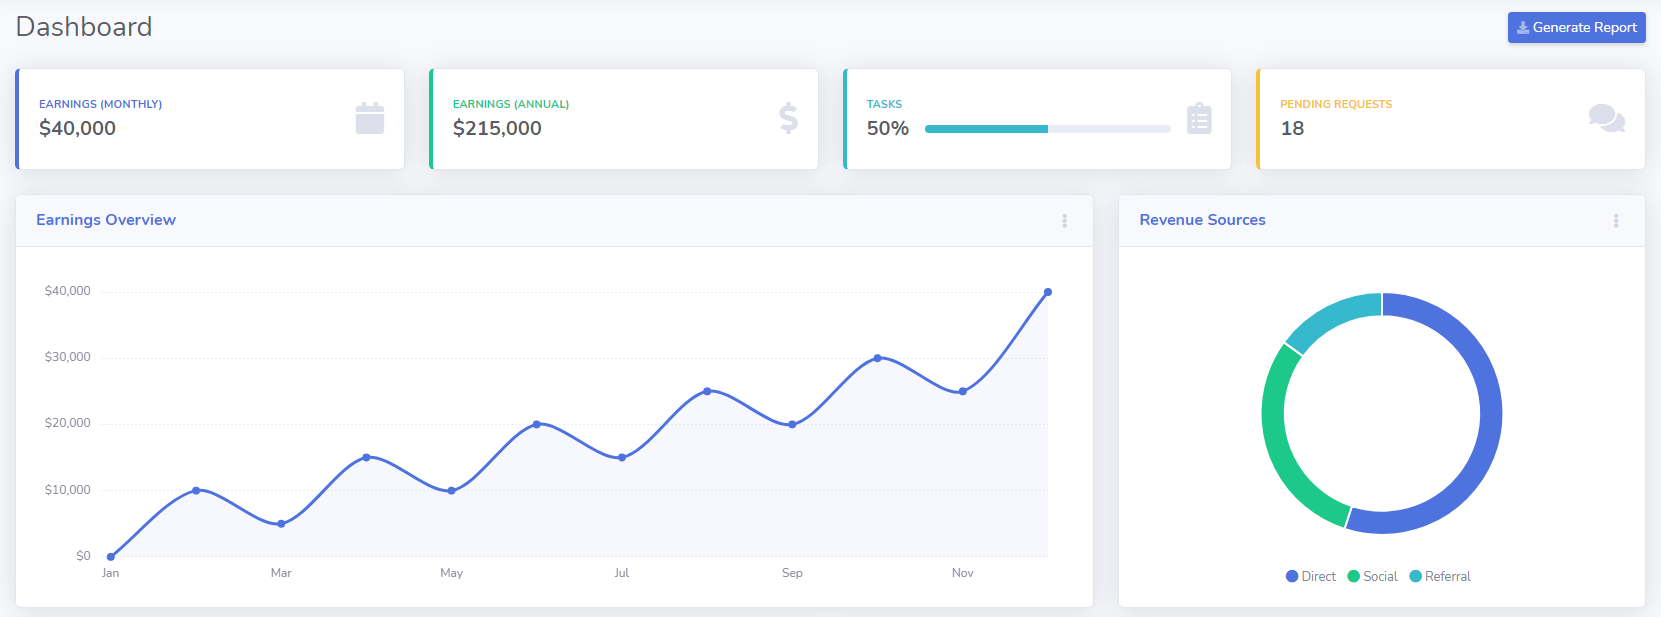 Dashboard
Generate Report
EARNINGS (MONTHLY)
$40,000
EARNINGS (ANNUAL)
$215,000
TASKS
50%
PENDING REQUESTS
18
Earnings Overview
$40,000
$30,000
$20,000
$10,000
$0
Jan Mar May Jul Sep Nov
Revenue Sources
Direct Social Referral